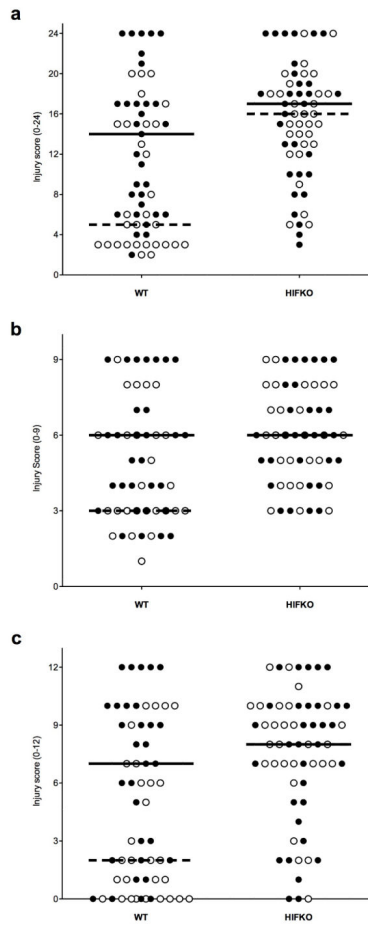 a
Injury score (0-24)
24
20
16
12
8
4
0
WT
HIFKO
b
Injury Score (0-9)
9
6
3
0
WT
HIFKO
c
Injury score (0-12)
12
9
6
3
0
WT
HIFKO